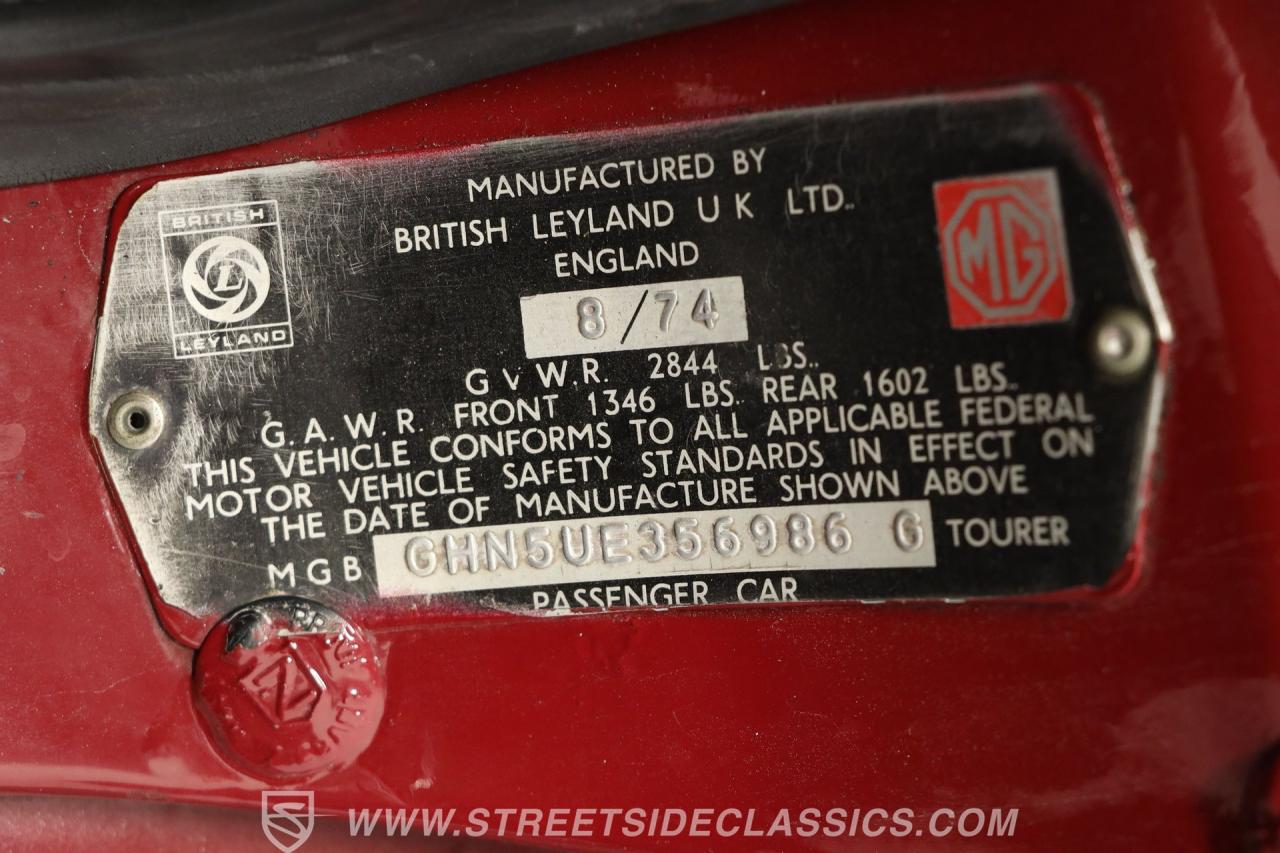 MANUFACTURED BY
BRITISH LEYLAND U K LTD..
ENGLAND
BRITISH
L
LEYLAND
MG
8/74
G V W.R. 2844 LBS..
G.A.W.R. FRONT 1346 LBS. REAR 1602 LBS.
THIS VEHICLE CONFORMS TO ALL APPLICABLE FEDERAL
MOTOR VEHICLE SAFETY STANDARDS IN EFFECT ON
THE DATE OF MANUFACTURE SHOWN ABOVE
MGB GHN5UE356986 G TOURER
PASSENGER CAR
WWW.STREETSIDECLASSICS.COM